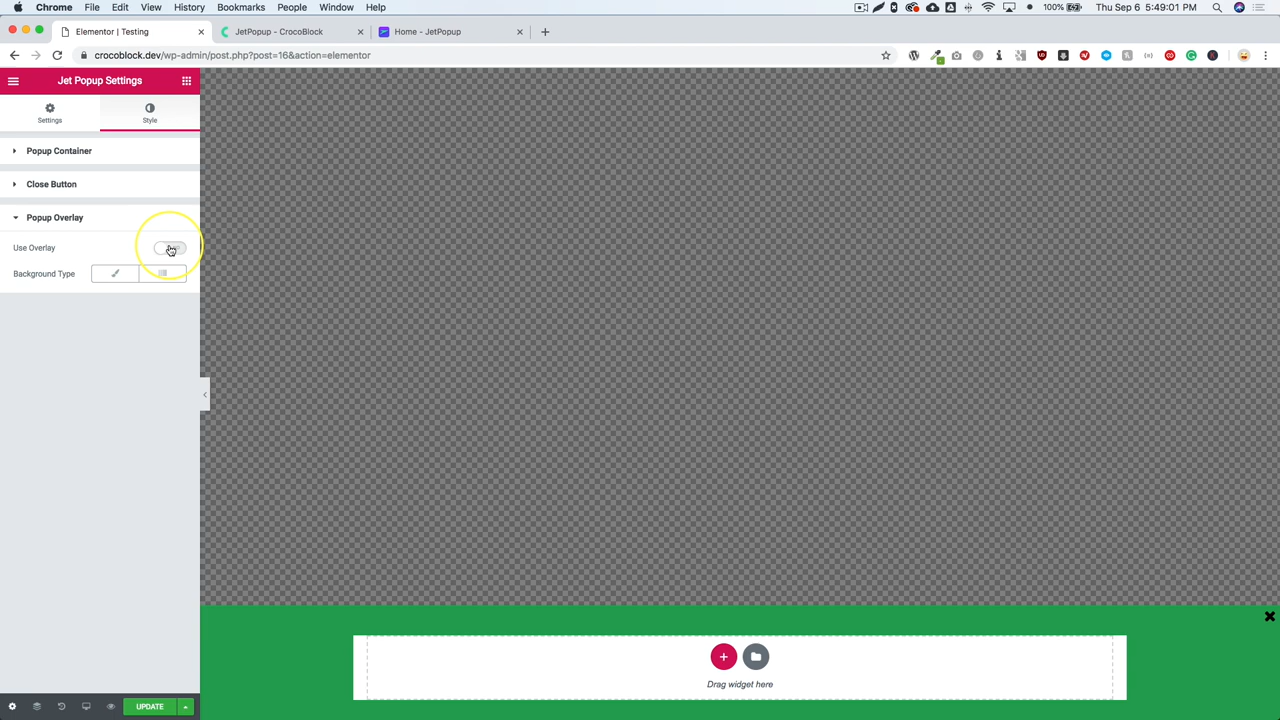 Chrome File Edit View History Bookmarks People Window Help 100% Thu Sep 6 5:49:01 PM
Elementor | Testing JetPopup - CrocoBlock Home - JetPopup
crocoblock.dev/wp-admin/post.php?post=16&action=elementor
Jet Popup Settings
Settings Style
Popup Container
Close Button
Popup Overlay
Use Overlay
Background Type
Drag widget here
UPDATE